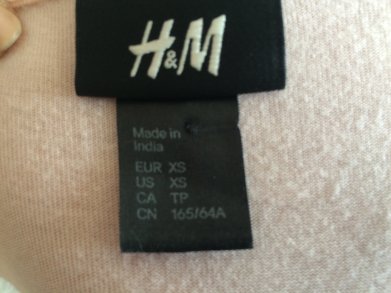 H&M
Made in
India
EUR XS
US XS
CA TP
CN 165/64A